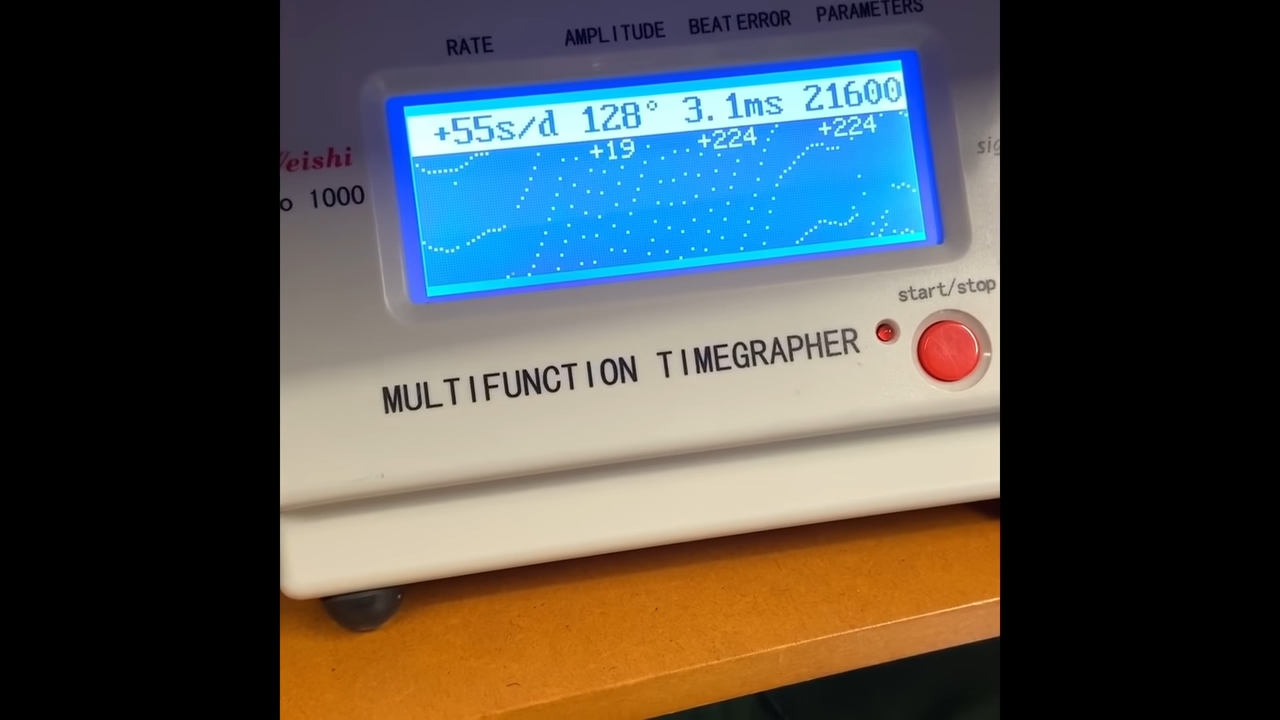 RATE AMPLITUDE BEAT ERROR PARAMETERS
+55s/d 128° 3.1ms 21600
+19 +224 +224
eishi
o 1000
sig
start/stop
MULTIFUNCTION TIMEGRAPHER